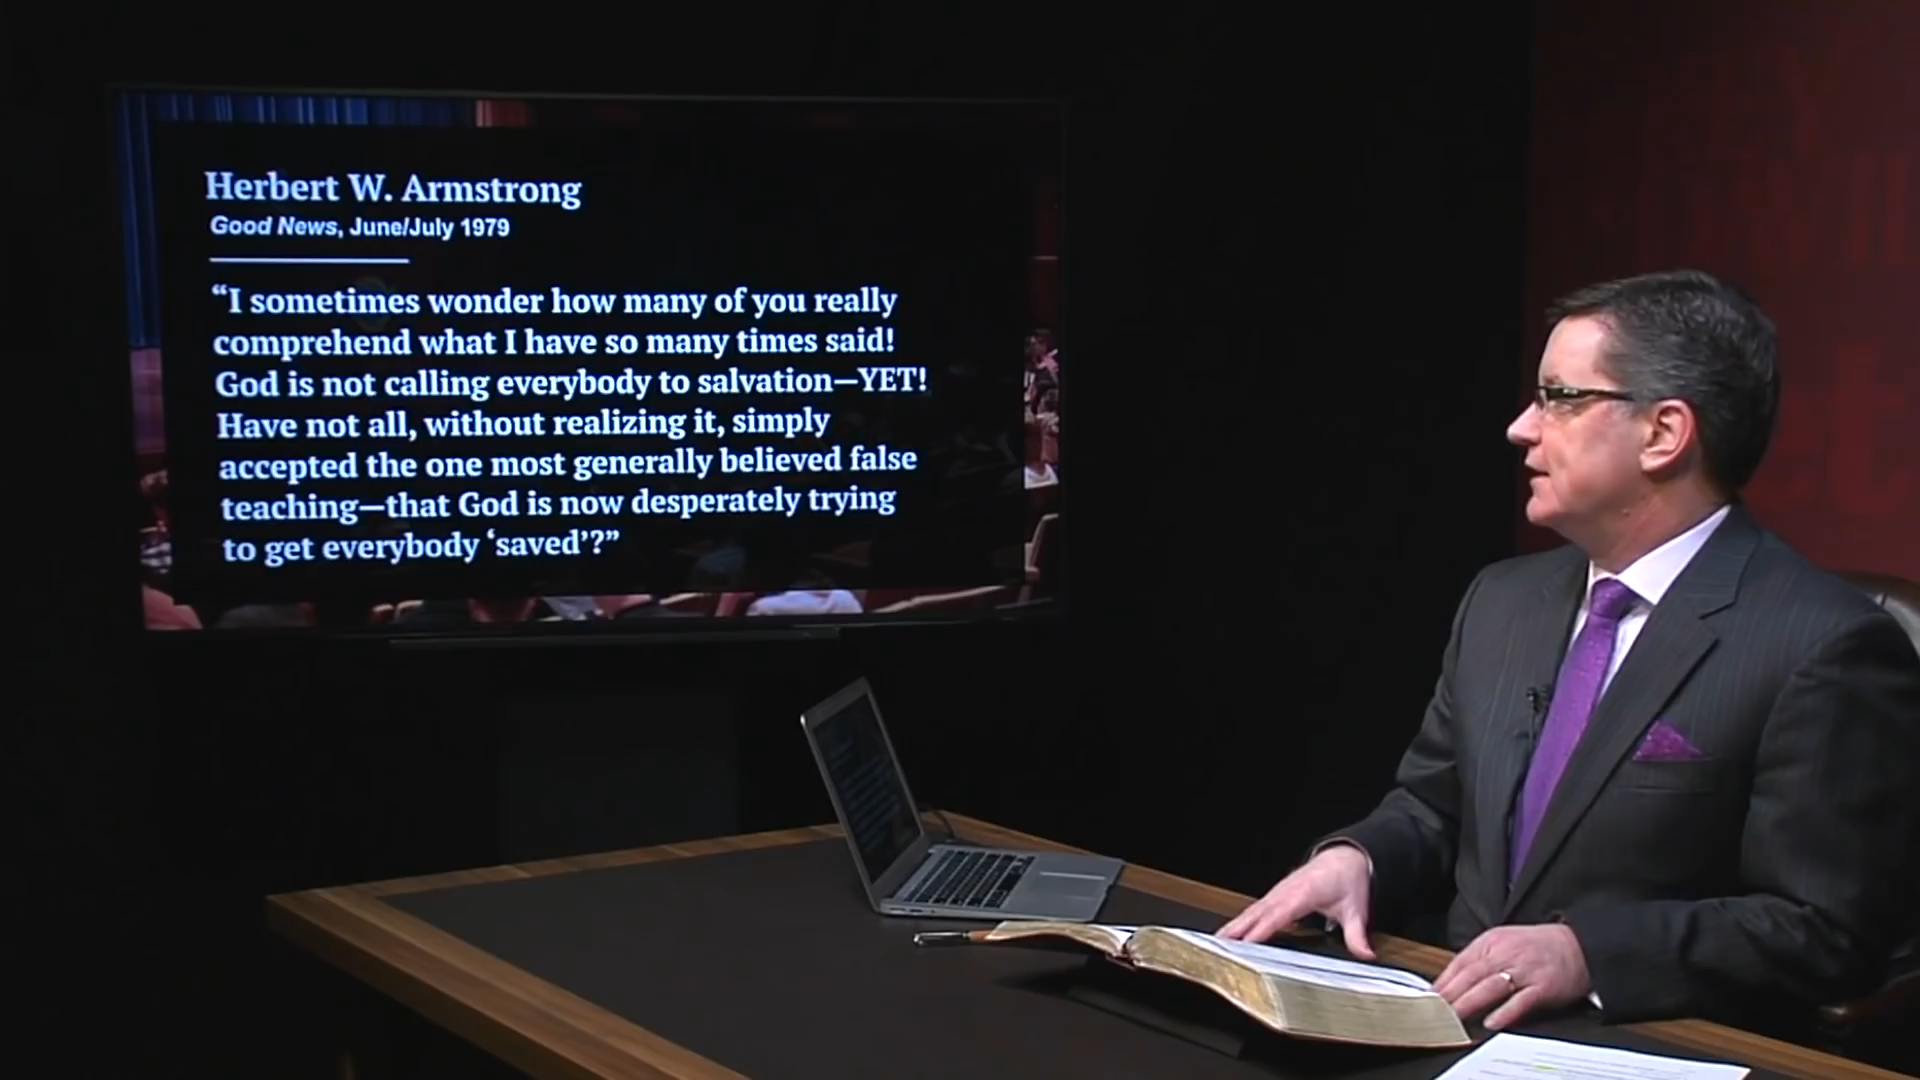 Herbert W. Armstrong
Good News, June/July 1979
“I sometimes wonder how many of you really
comprehend what I have so many times said!
God is not calling everybody to salvation—YET!
Have not all, without realizing it, simply
accepted the one most generally believed false
teaching—that God is now desperately trying
to get everybody ‘saved’?”